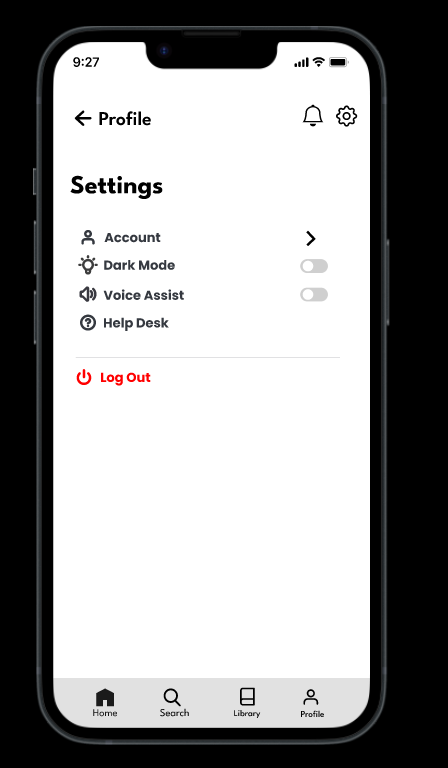 9:27
Profile
Settings
Account
Dark Mode
Voice Assist
Help Desk
Log Out
Home Search Library Profile